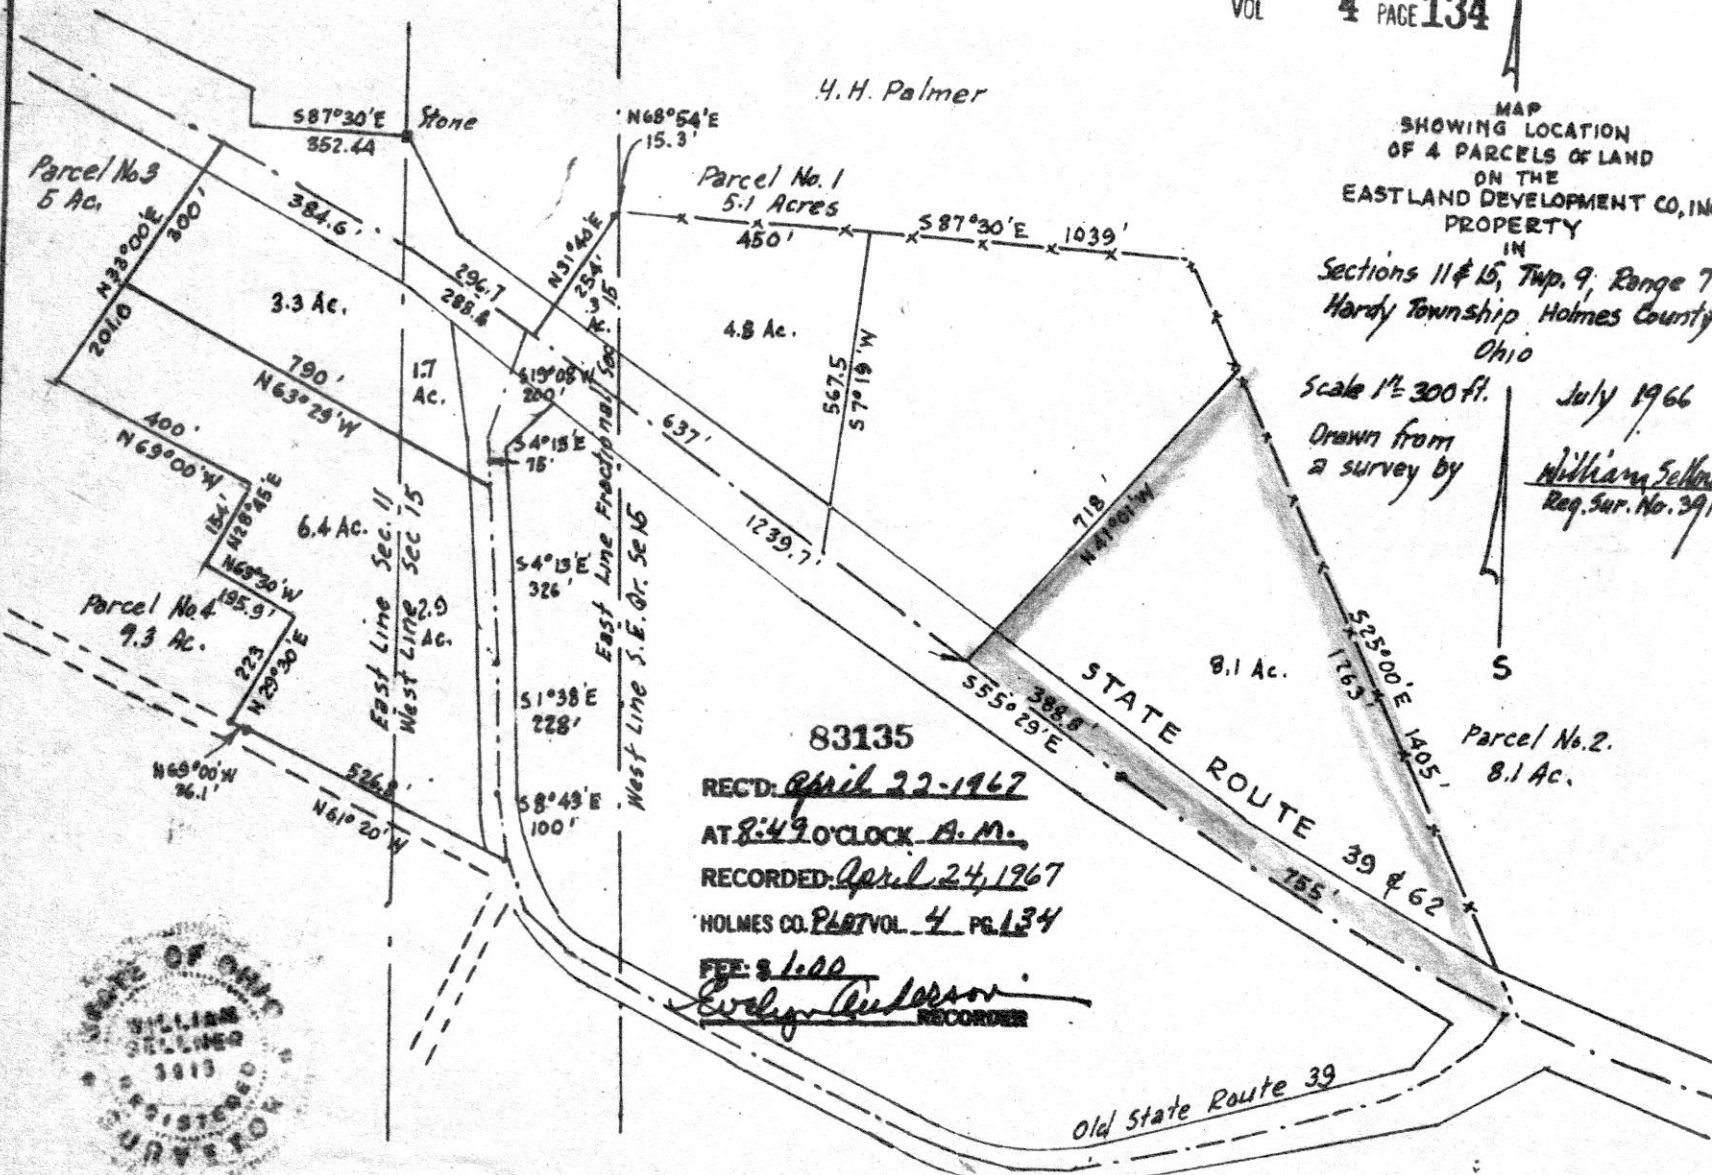 VOL 4 PAGE 134
H. H. Palmer
MAP
SHOWING LOCATION
OF 4 PARCELS OF LAND
ON THE
EASTLAND DEVELOPMENT CO, IN
PROPERTY
IN
Sections 11 & 15, Twp. 9, Range 7
Hardy Township Holmes County
Ohio
Scale 1"= 300 ft.
July 1966
Drawn from
a survey by
William
Reg. Sur. No. 391
S
S87°30'E
352.44
Stone
N68°54'E
15.3'
Parcel No. 3
5 Ac.
Parcel No. 1
5.1 Acres
450'
S87°30'E 1039'
300'
N33°00'E
201.0
384.6'
296.7
288.4
N31°40'E
254'
.3
Ac.
3.3 Ac.
4.8 Ac.
567.5
S7°19'W
790'
N63°29'W
1.7
Ac.
S19°08'W
200'
637'
400'
N69°00'W
S4°13'E
75'
154'
N28°45'E
6.4 Ac.
1239.7'
718'
N41°01'W
S4°13'E
326'
N63°30'W
195.9'
Parcel No. 4
9.3 Ac.
2.9
Ac.
223
N29°30'E
East Line Sec. 11
West Line Sec 15
East Line Fractional Sec 15
West Line S.E. Qr. Sec 15
S1°38'E
228'
N69°00'W
36.1'
526.8'
N61°20'W
S8°43'E
100'
8.1 Ac.
S25°00'E
1263'
1405'
Parcel No. 2.
8.1 Ac.
388.8'
S55°29'E
STATE ROUTE 39 & 62
755'
83135
REC'D: April 22-1967
AT 8:49 O'CLOCK A.M.
RECORDED: April 24, 1967
HOLMES CO. PLAT VOL. 4 PG. 134
FEE: $ 1.00
Evelyn Anderson
RECORDER
Old State Route 39
STATE OF OHIO
WILLIAM
SELLNER
REGISTERED
SURVEYOR